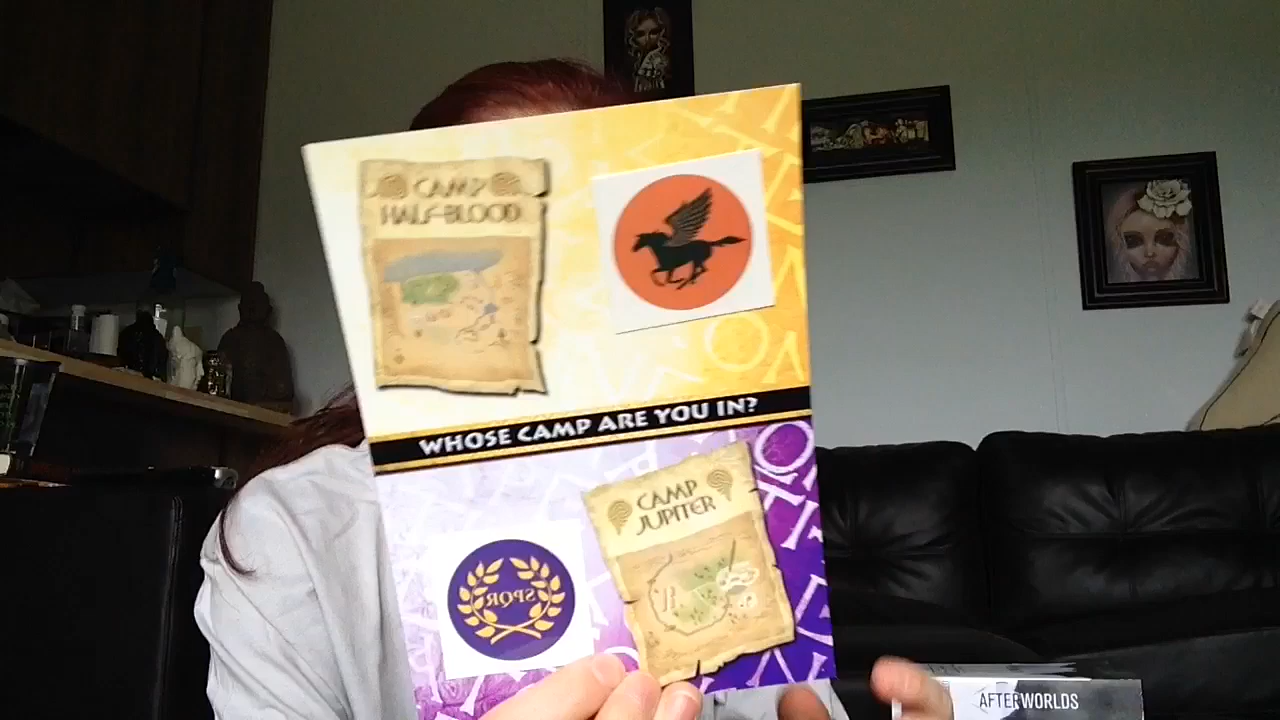 CAMP
HALF-BLOOD
WHOSE CAMP ARE YOU IN?
CAMP
JUPITER
SPQR
AFTERWORLDS